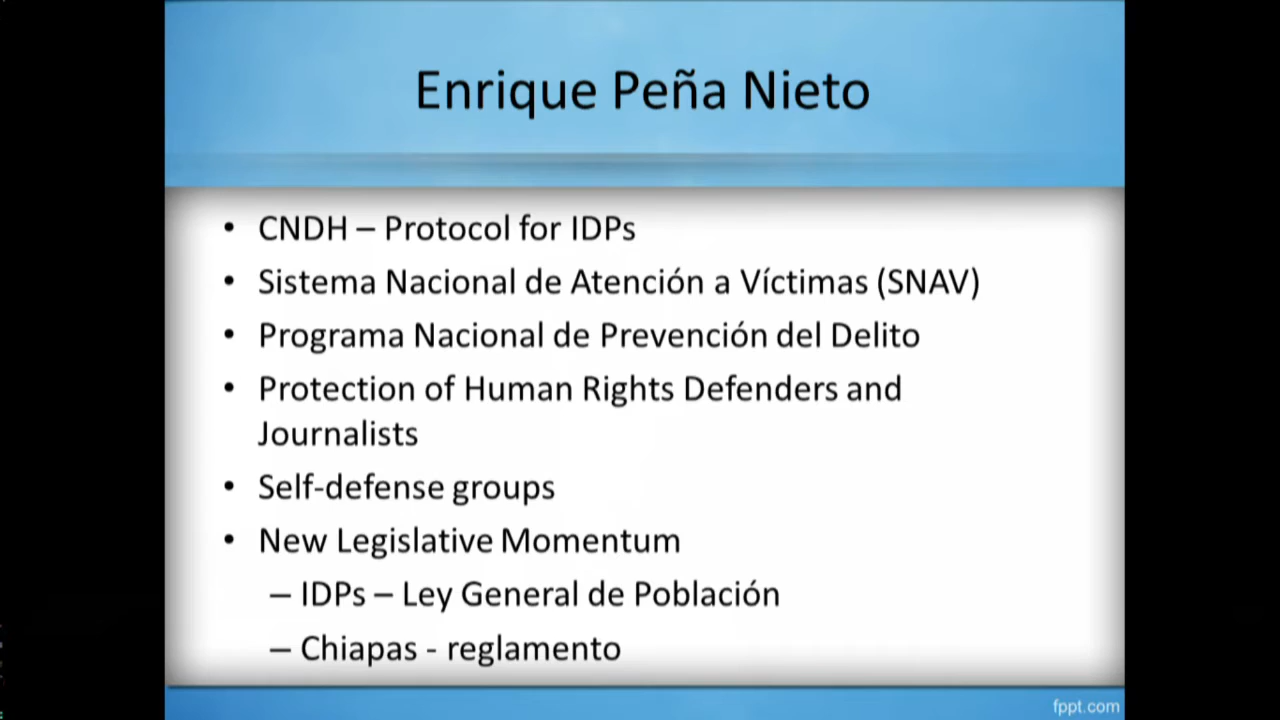 Enrique Peña Nieto
• CNDH – Protocol for IDPs
• Sistema Nacional de Atención a Víctimas (SNAV)
• Programa Nacional de Prevención del Delito
• Protection of Human Rights Defenders and
Journalists
• Self-defense groups
• New Legislative Momentum
– IDPs – Ley General de Población
– Chiapas - reglamento
fppt.com